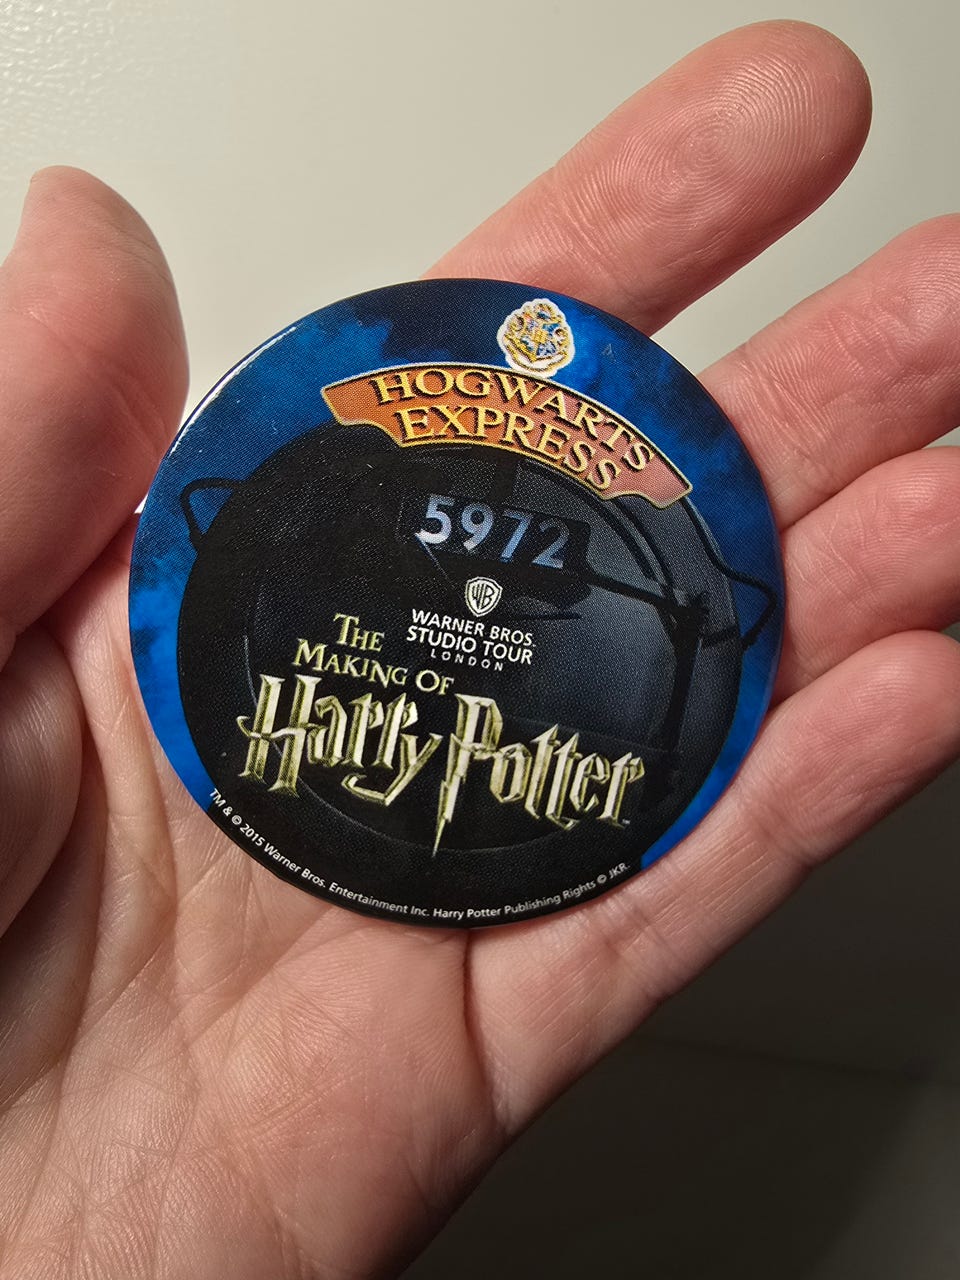 HOGWARTS
EXPRESS
5972
WB
WARNER BROS.
STUDIO TOUR
LONDON
THE
MAKING OF
Harry Potter
TM & © 2015 Warner Bros. Entertainment Inc. Harry Potter Publishing Rights © JKR.